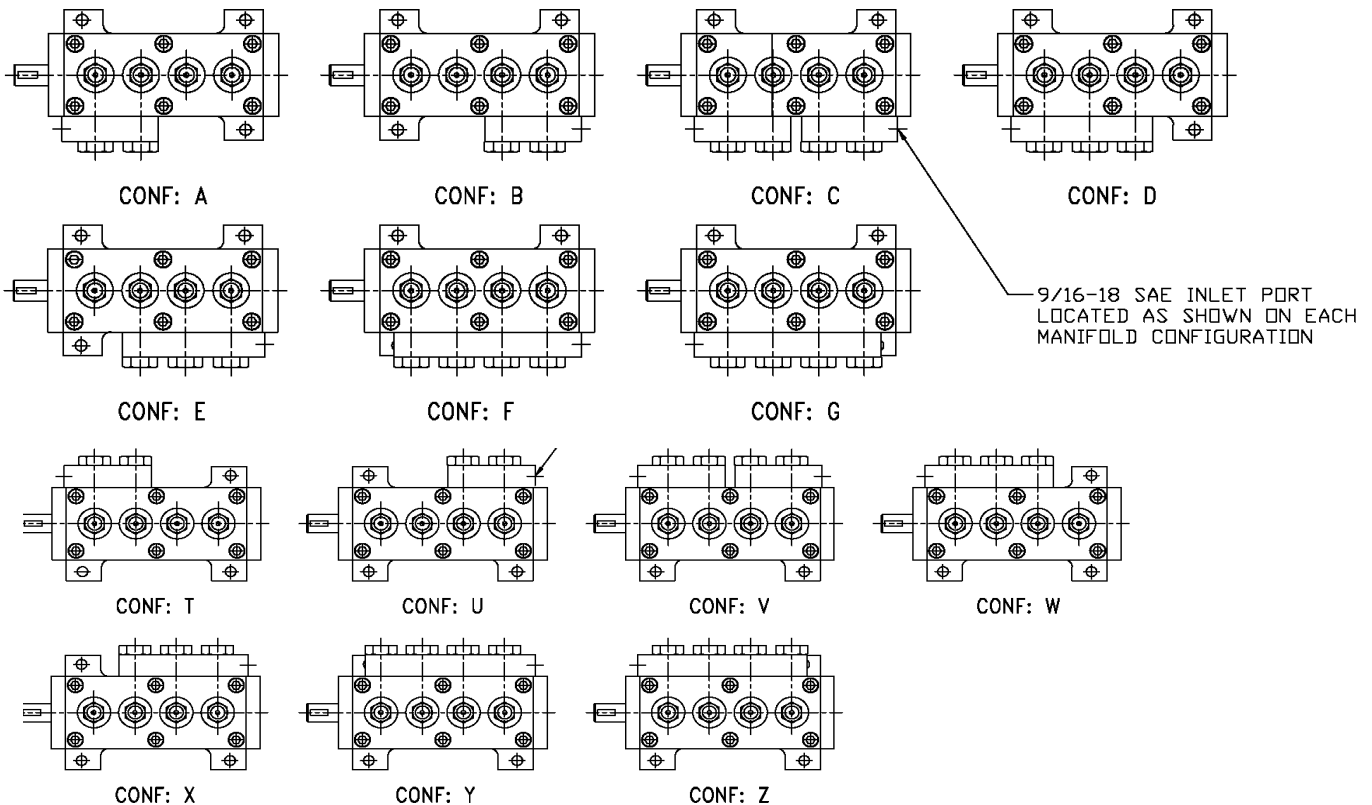 CONF: A
CONF: B
CONF: C
CONF: D
9/16-18 SAE INLET PORT
LOCATED AS SHOWN ON EACH
MANIFOLD CONFIGURATION
CONF: E
CONF: F
CONF: G
CONF: T
CONF: U
CONF: V
CONF: W
CONF: X
CONF: Y
CONF: Z